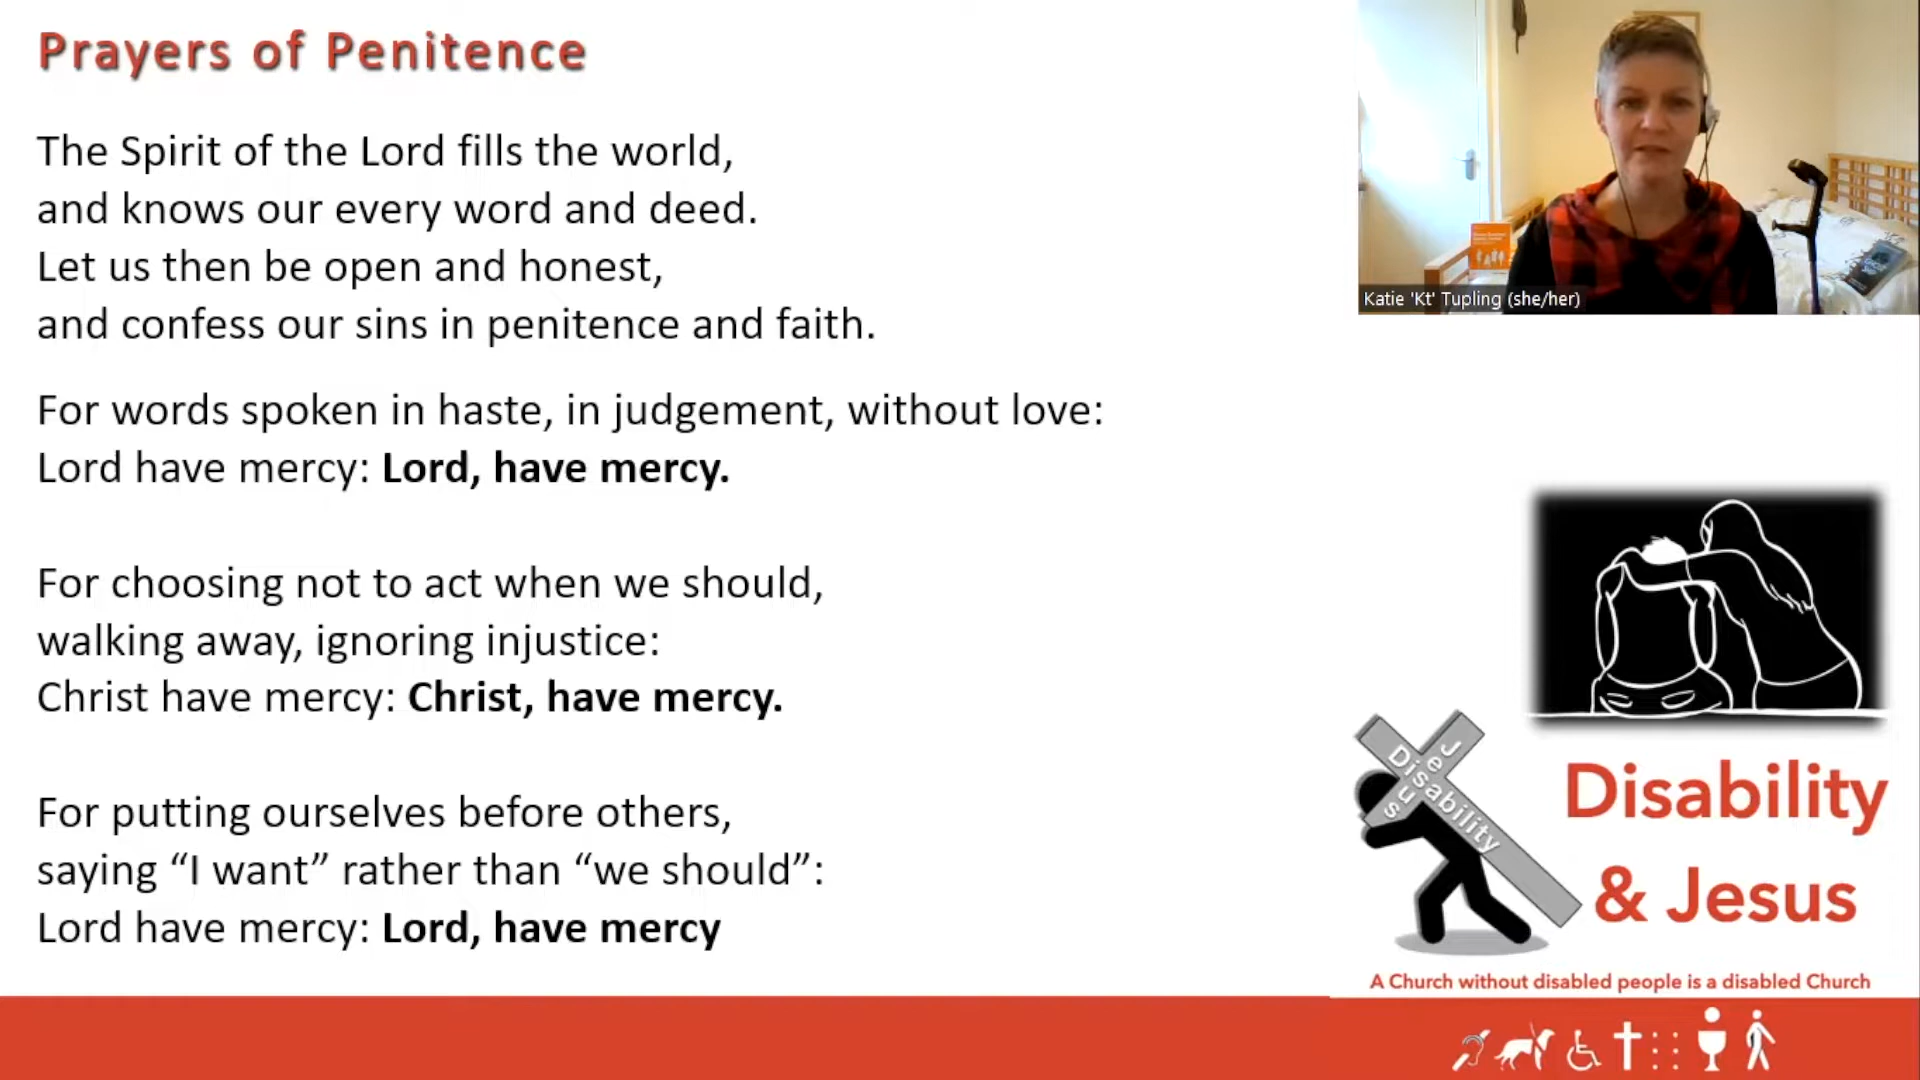 Prayers of Penitence
The Spirit of the Lord fills the world,
and knows our every word and deed.
Let us then be open and honest,
and confess our sins in penitence and faith.
For words spoken in haste, in judgement, without love:
Lord have mercy: Lord, have mercy.
For choosing not to act when we should,
walking away, ignoring injustice:
Christ have mercy: Christ, have mercy.
For putting ourselves before others,
saying “I want” rather than “we should”:
Lord have mercy: Lord, have mercy
Katie 'Kt' Tupling (she/her)
Jesus
Disability
Disability
& Jesus
A Church without disabled people is a disabled Church